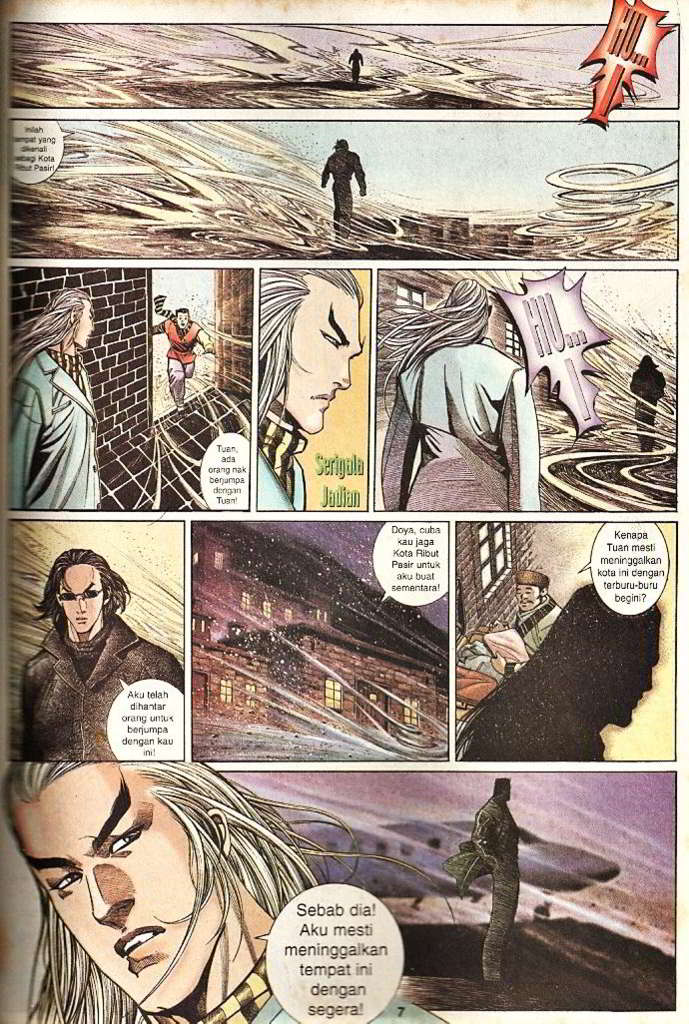 HU....
I
Inilah
tempat yang
dikenali
sebagi Kota
Ribut Pasir!
Tuan,
ada
orang nak
berjumpa
dengan
Tuan!
Serigala
Jadian
HU....
I
Aku telah
dihantar
orang untuk
berjumpa
dengan kau
ini!
Doya, cuba
kau jaga
Kota Ribut
Pasir untuk
aku buat
sementara!
Kenapa
Tuan mesti
meninggalkan
kota ini dengan
terburu-buru
begini?
Sebab dia!
Aku mesti
meninggalkan
tempat ini
dengan
segera!
7